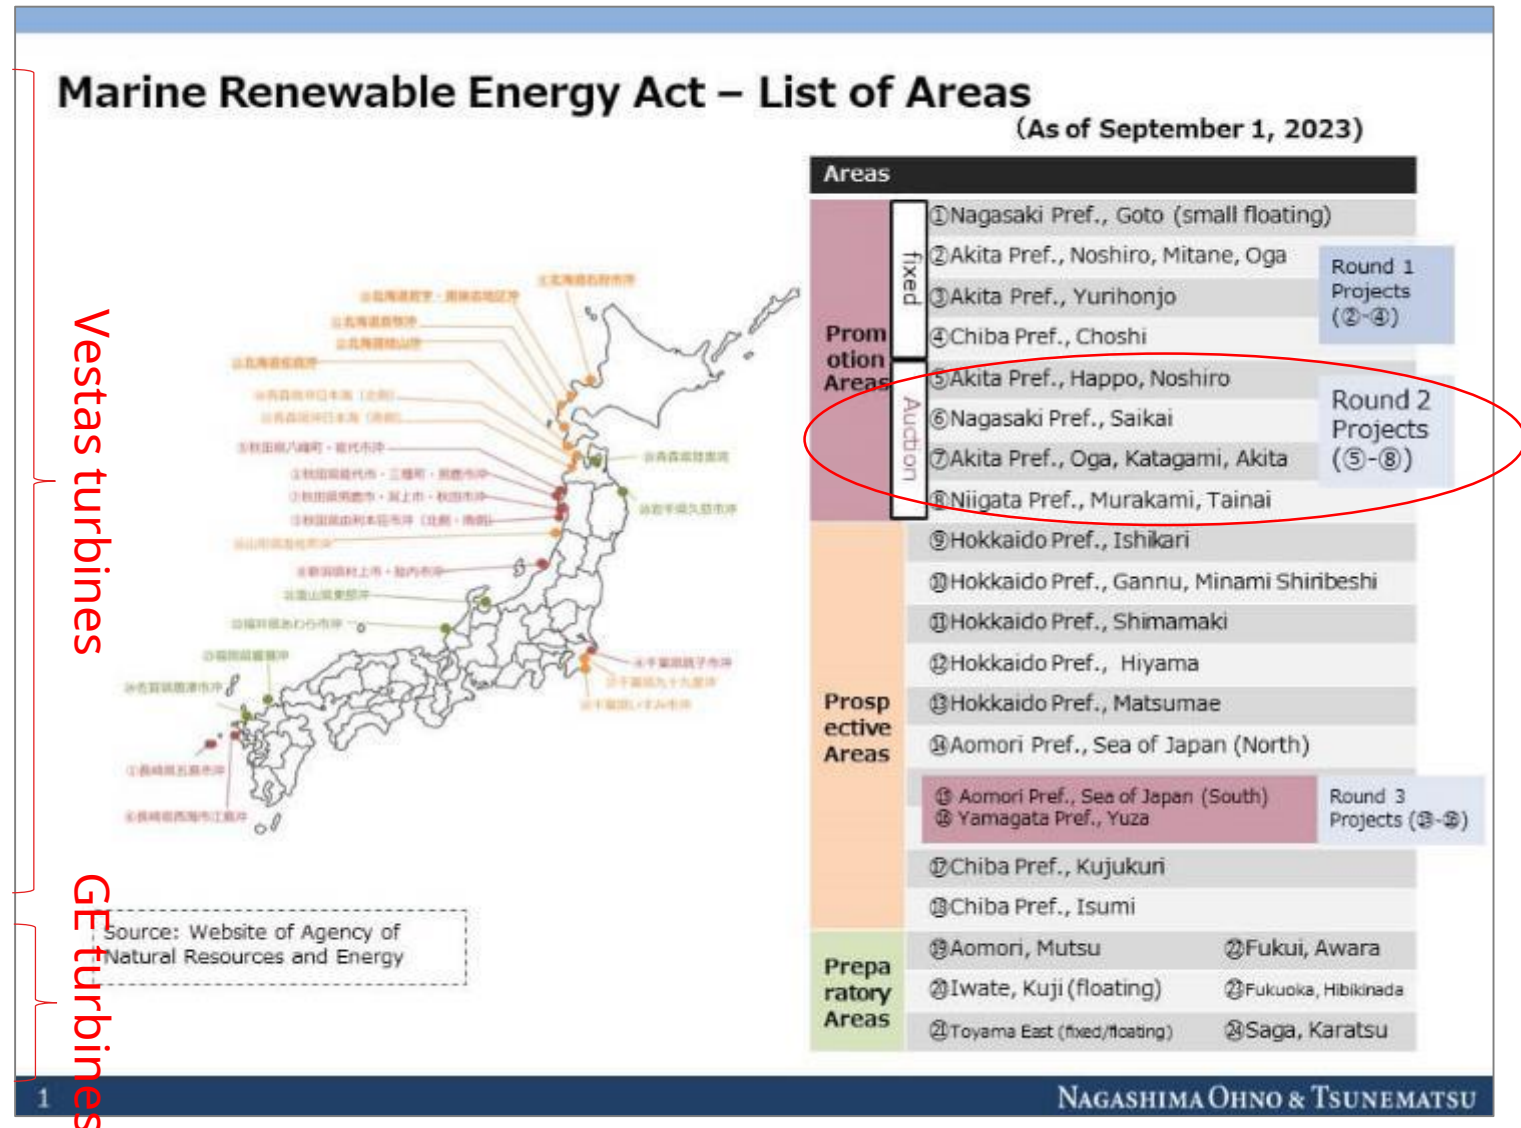 Marine Renewable Energy Act – List of Areas
(As of September 1, 2023)
Vestas turbines
GE turbines
Source: Website of Agency of
Natural Resources and Energy
Areas
Prom
otion
Areas
fixed
Auction
①Nagasaki Pref., Goto (small floating)
②Akita Pref., Noshiro, Mitane, Oga
③Akita Pref., Yurihonjo
④Chiba Pref., Choshi
Round 1
Projects
(②-④)
⑤Akita Pref., Happo, Noshiro
⑥Nagasaki Pref., Saikai
⑦Akita Pref., Oga, Katagami, Akita
⑧Niigata Pref., Murakami, Tainai
Round 2
Projects
(⑤-⑧)
Prosp
ective
Areas
⑨Hokkaido Pref., Ishikari
⑩Hokkaido Pref., Gannu, Minami Shiribeshi
⑪Hokkaido Pref., Shimamaki
⑫Hokkaido Pref., Hiyama
⑬Hokkaido Pref., Matsumae
⑭Aomori Pref., Sea of Japan (North)
⑮ Aomori Pref., Sea of Japan (South)
⑯ Yamagata Pref., Yuza
Round 3
Projects (⑮-⑯)
⑰Chiba Pref., Kujukuri
⑱Chiba Pref., Isumi
Prepa
ratory
Areas
⑲Aomori, Mutsu
㉒Fukui, Awara
⑳Iwate, Kuji (floating)
㉓Fukuoka, Hibikinada
㉑Toyama East (fixed/floating)
㉔Saga, Karatsu
1
NAGASHIMA OHNO & TSUNEMATSU